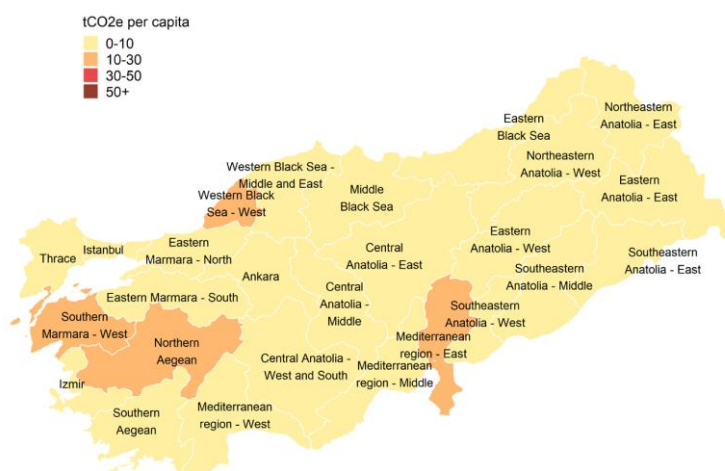 tCO2e per capita
0-10
10-30
30-50
50+
Northeastern
Anatolia - East
Eastern
Black Sea
Northeastern
Anatolia - West
Western Black Sea -
Middle and East
Western Black
Sea - West
Middle
Black Sea
Eastern
Anatolia - East
Thrace
Istanbul
Eastern
Marmara - North
Ankara
Central
Anatolia - East
Eastern
Anatolia - West
Southeastern
Anatolia - East
Southeastern
Anatolia - Middle
Eastern Marmara - South
Central
Anatolia -
Middle
Southern
Marmara - West
Southeastern
Anatolia - West
Northern
Aegean
Mediterranean
region - East
Central Anatolia -
West and South
Mediterranean
region - Middle
Izmir
Southern
Aegean
Mediterranean
region - West